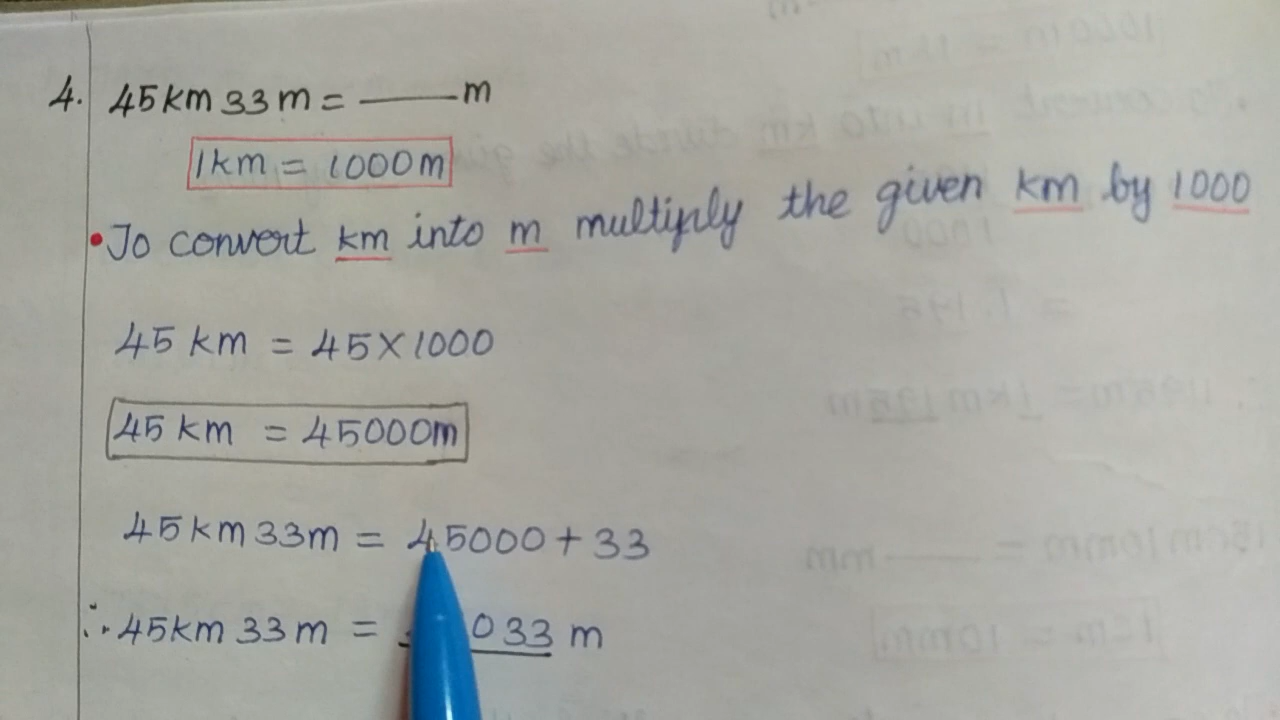 4. 45km 33m = —— m
1km = 1000m
• To convert km into m multiply the given km by 1000
45 km = 45×1000
45 km = 45000m
45km 33m = 45000 + 33
∴ 45km 33m = 033 m